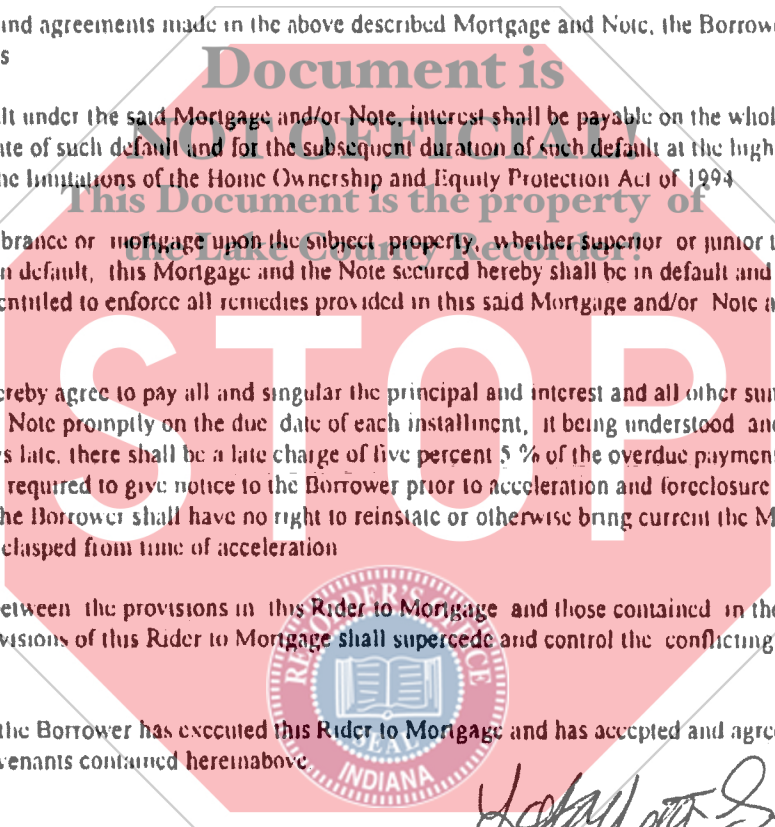 and agreements made in the above described Mortgage and Note, the Borrow
s
Document is
lt under the said Mortgage and/or Note, interest shall be payable on the whol
NOT OFFICIAL!
ate of such default and for the subsequent duration of such default at the high
he limitations of the Home Ownership and Equity Protection Act of 1994
This Document is the property of
brance or mortgage upon the subject property, whether superior or junior t
the Lake County Recorder!
n default, this Mortgage and the Note secured hereby shall be in default and
entitled to enforce all remedies provided in this said Mortgage and/or Note a
STOP
ereby agree to pay all and singular the principal and interest and all other sum
Note promptly on the due date of each installment, it being understood and
s late, there shall be a late charge of five percent 5 % of the overdue paymen
required to give notice to the Borrower prior to acceleration and foreclosure
he Borrower shall have no right to reinstate or otherwise bring current the M
elasped from time of acceleration
etween the provisions in this Rider to Mortgage and those contained in the
visions of this Rider to Mortgage shall supercede and control the conflicting
RECORDER'S OFFICE
SEAL
INDIANA
the Borrower has executed this Rider to Mortgage and has accepted and agre
venants contained hereinabove